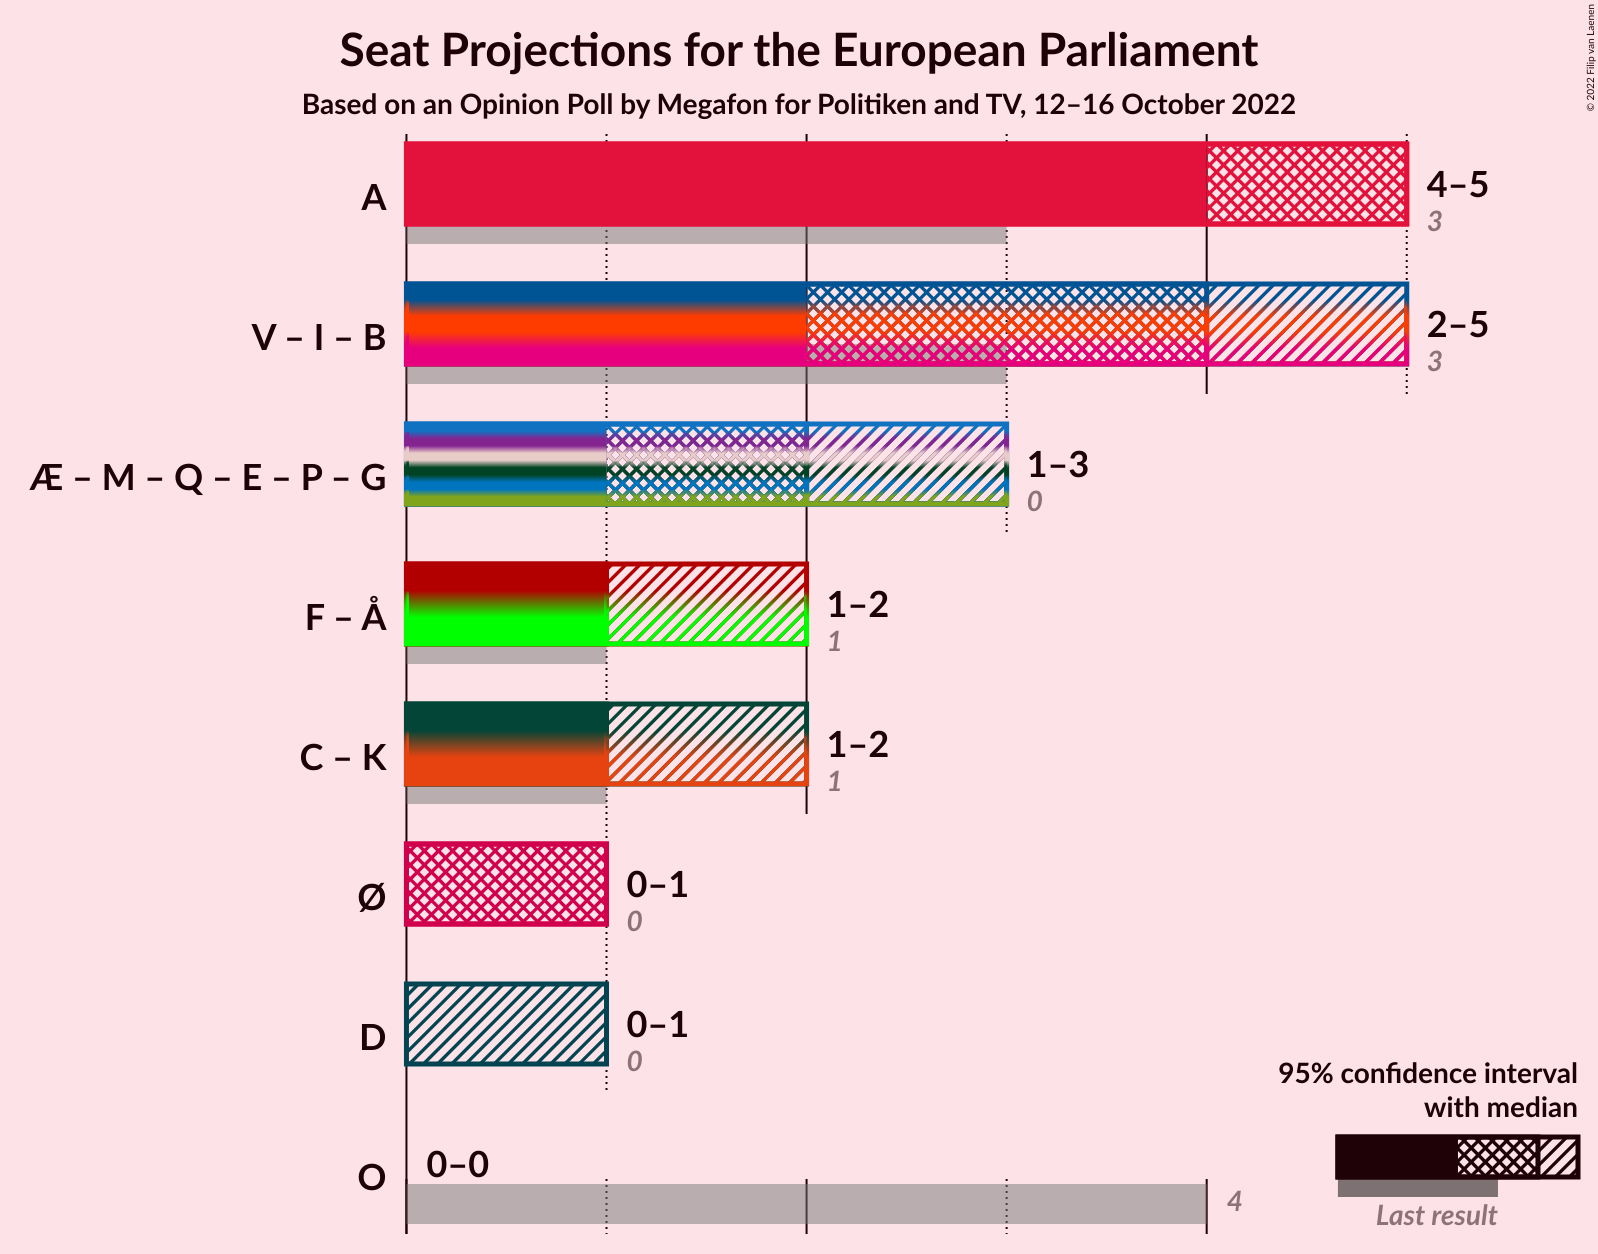 Seat Projections for the European Parliament
Based on an Opinion Poll by Megafon for Politiken and TV, 12–16 October 2022
© 2022 Filip van Laenen
A
4–5
3
V – I – B
2–5
3
Æ – M – Q – E – P – G
1–3
0
F – Å
1–2
1
C – K
1–2
1
Ø
0–1
0
D
0–1
0
O
0–0
4
95% confidence interval
with median
Last result